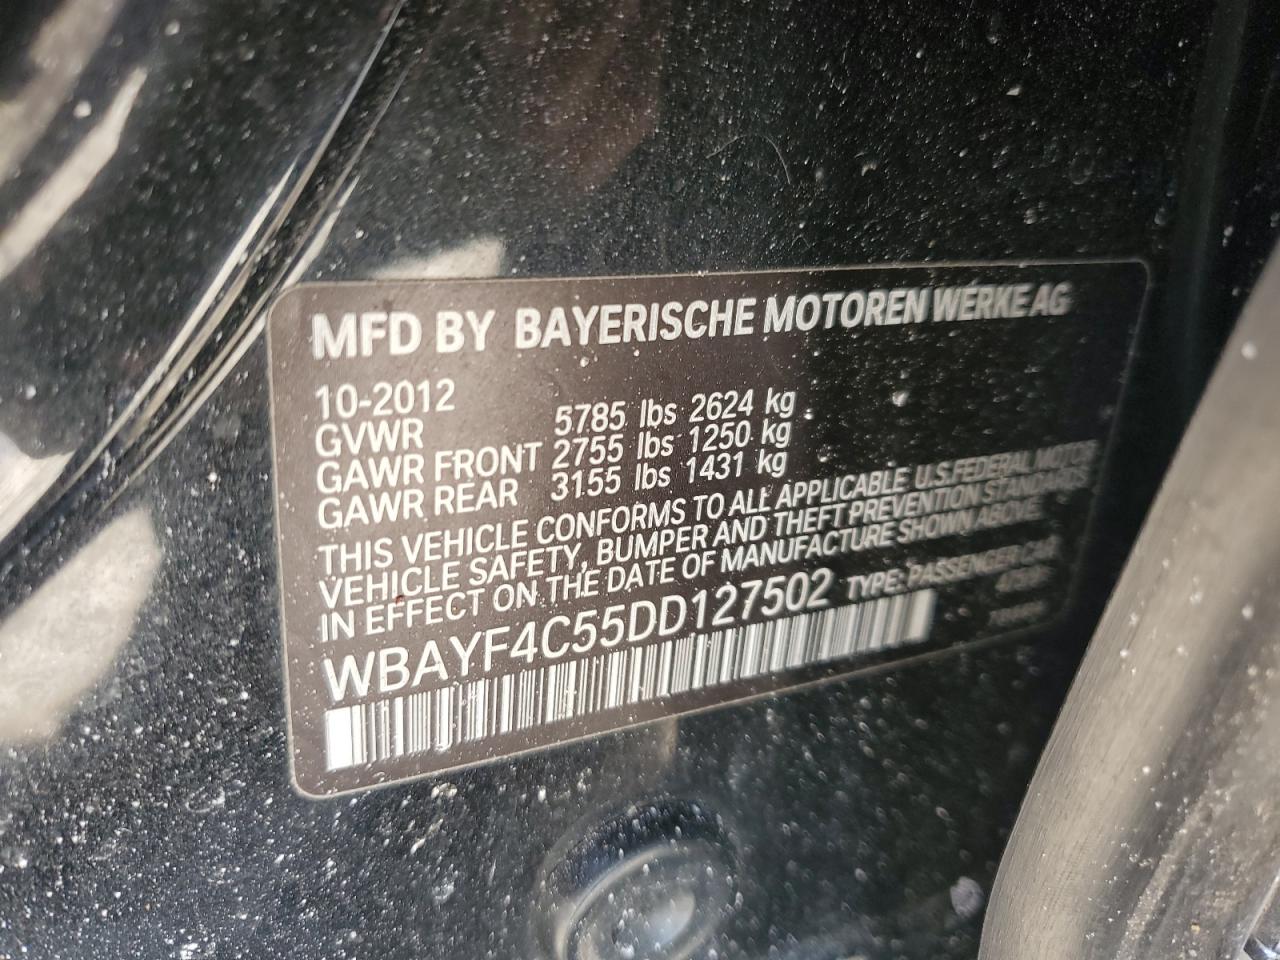 MFD BY BAYERISCHE MOTOREN WERKE AG
10-2012
GVWR 5785 lbs 2624 kg
GAWR FRONT 2755 lbs 1250 kg
GAWR REAR 3155 lbs 1431 kg
THIS VEHICLE CONFORMS TO ALL APPLICABLE U.S. FEDERAL MOTOR
VEHICLE SAFETY, BUMPER AND THEFT PREVENTION STANDARDS
IN EFFECT ON THE DATE OF MANUFACTURE SHOWN ABOVE
WBAYF4C55DD127502 TYPE: PASSENGER CAR